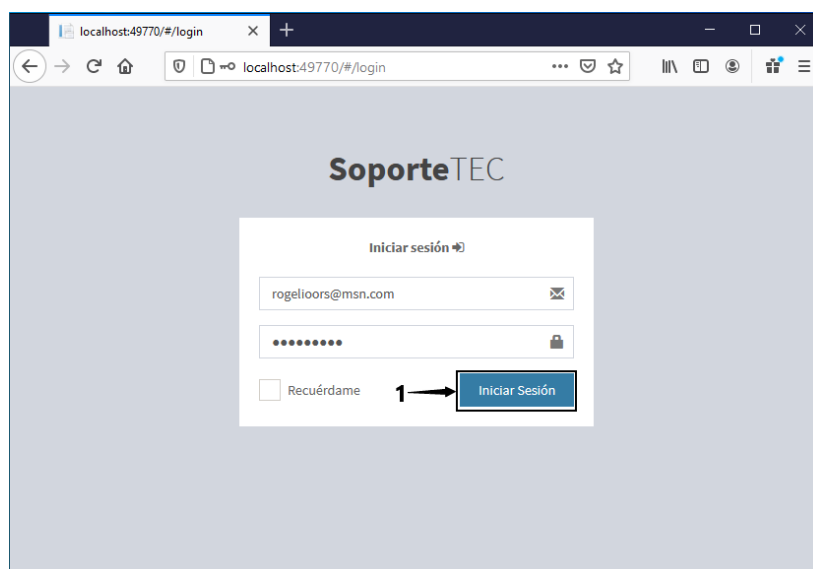 localhost:49770/#/login
localhost:49770/#/login
SoporteTEC
Iniciar sesión
rogelioors@msn.com
•••••••••
Recuérdame
1
Iniciar Sesión